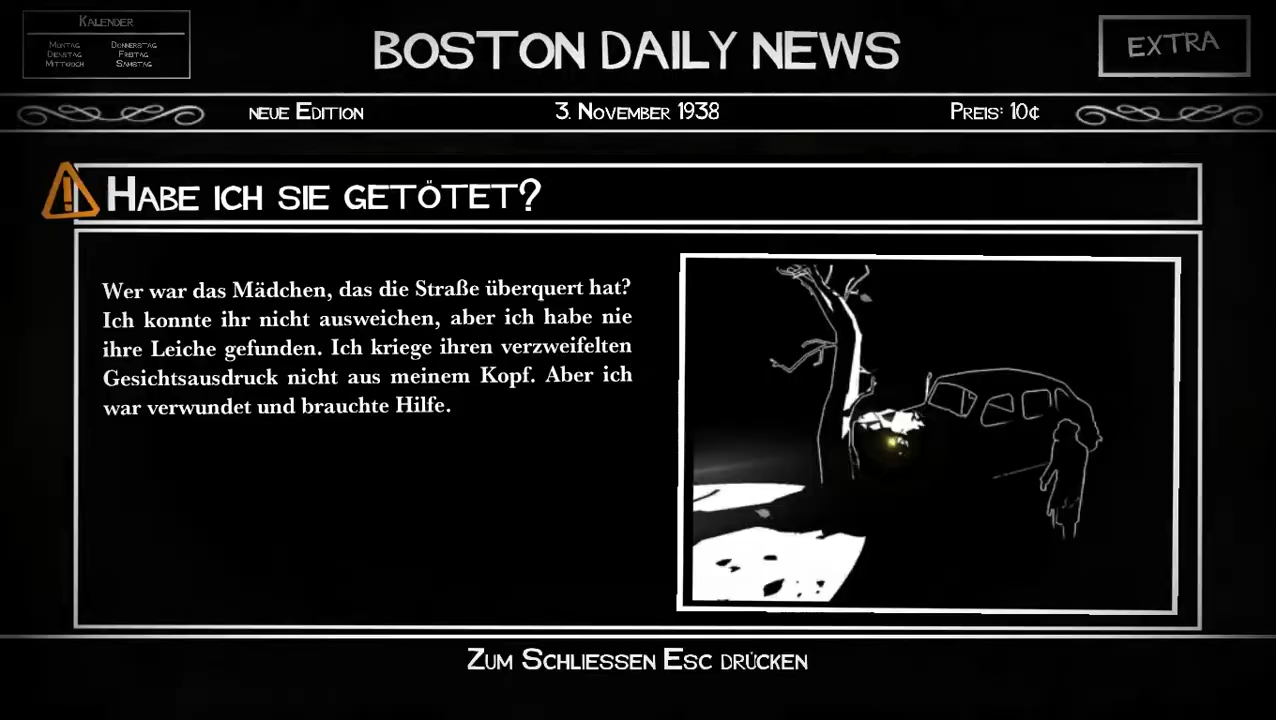 Kalender
Montag Donnerstag
Dienstag Freitag
Mittwoch Samstag
BOSTON DAILY NEWS
EXTRA
neue Edition
3. November 1938
Preis: 10¢
Habe ich sie getötet?
Wer war das Mädchen, das die Straße überquert hat?
Ich konnte ihr nicht ausweichen, aber ich habe nie
ihre Leiche gefunden. Ich kriege ihren verzweifelten
Gesichtsausdruck nicht aus meinem Kopf. Aber ich
war verwundet und brauchte Hilfe.
Zum Schliessen Esc drücken